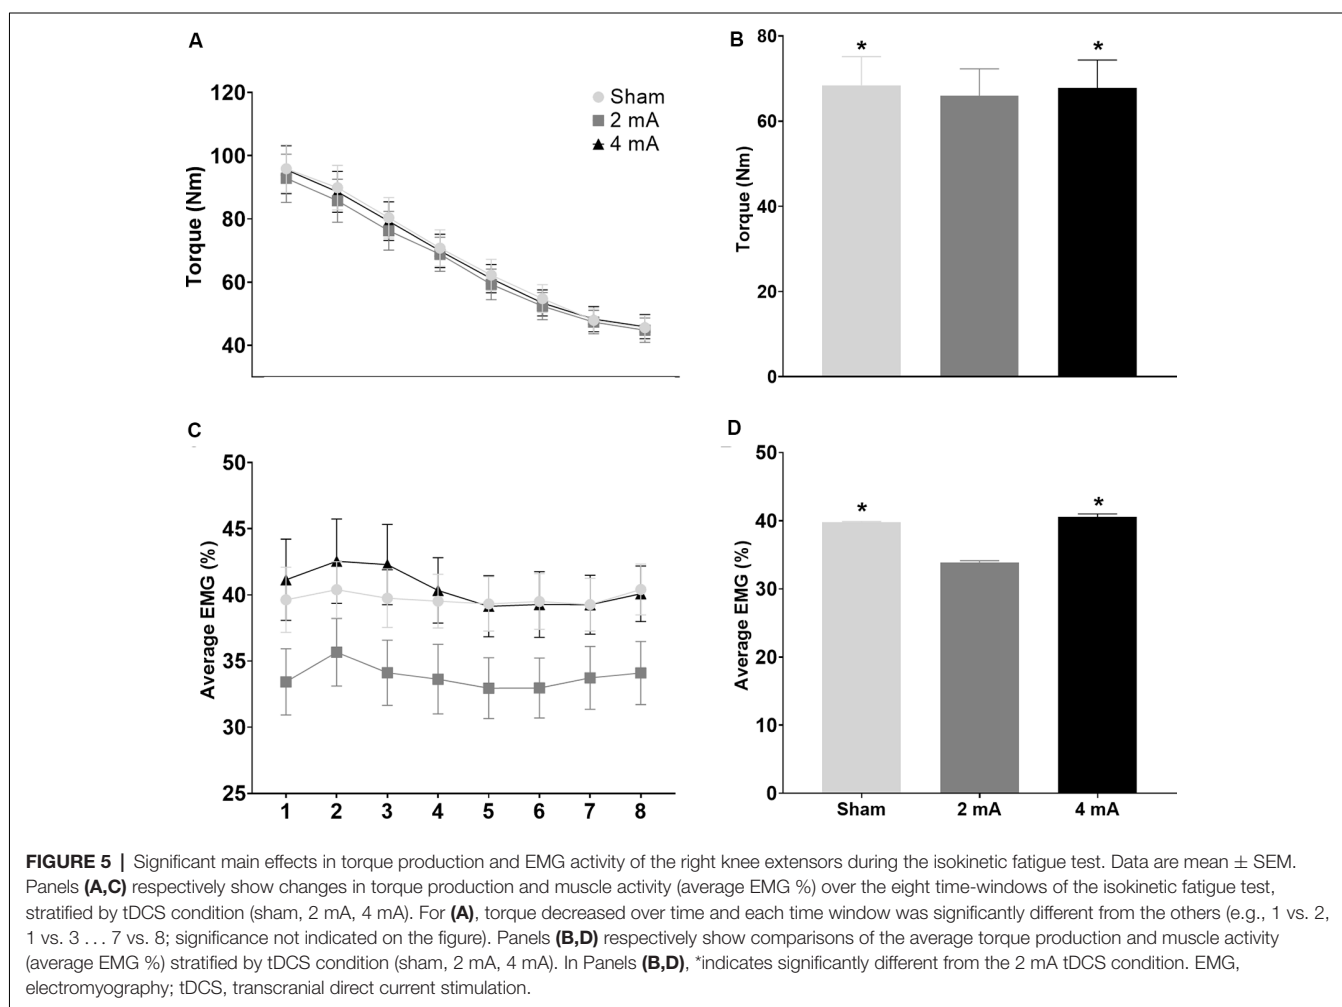 A
Torque (Nm)
120
100
80
60
40
Sham
2 mA
4 mA
B
Torque (Nm)
80
60
40
20
0
*
*
C
Average EMG (%)
50
45
40
35
30
25
1 2 3 4 5 6 7 8
D
Average EMG (%)
50
40
30
20
10
0
*
*
Sham 2 mA 4 mA
FIGURE 5 | Significant main effects in torque production and EMG activity of the right knee extensors during the isokinetic fatigue test. Data are mean ± SEM.
Panels (A,C) respectively show changes in torque production and muscle activity (average EMG %) over the eight time-windows of the isokinetic fatigue test,
stratified by tDCS condition (sham, 2 mA, 4 mA). For (A), torque decreased over time and each time window was significantly different from the others (e.g., 1 vs. 2,
1 vs. 3 . . . 7 vs. 8; significance not indicated on the figure). Panels (B,D) respectively show comparisons of the average torque production and muscle activity
(average EMG %) stratified by tDCS condition (sham, 2 mA, 4 mA). In Panels (B,D), *indicates significantly different from the 2 mA tDCS condition. EMG,
electromyography; tDCS, transcranial direct current stimulation.